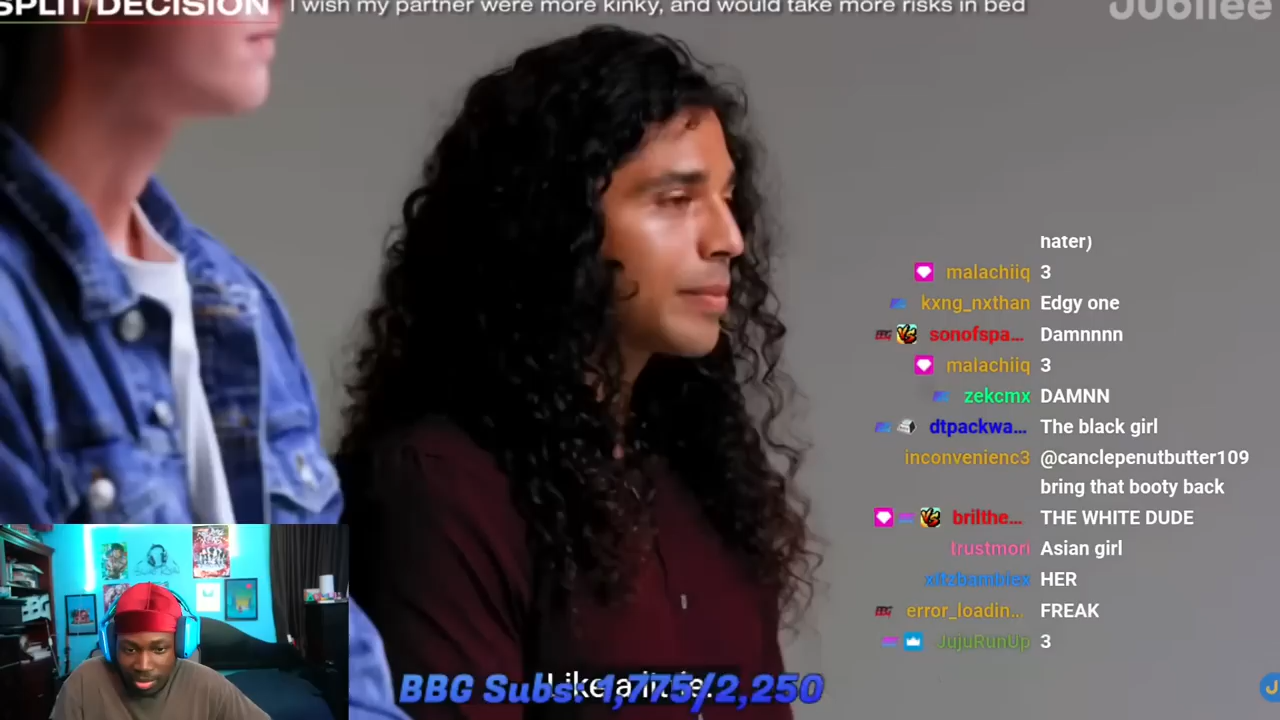 SPLIT DECISION
I wish my partner were more kinky, and would take more risks in bed
Jubilee
hater)
malachiiq 3
kxng_nxthan Edgy one
sonofspa... Damnnnn
malachiiq 3
zekcmx DAMNN
dtpackwa... The black girl
inconvenienc3 @canclepenutbutter109
bring that booty back
brilthe... THE WHITE DUDE
trustmori Asian girl
HER
error_loadin... FREAK
JujuRunUp 3
Like a little.
BBG Subs: 1,775/2,250